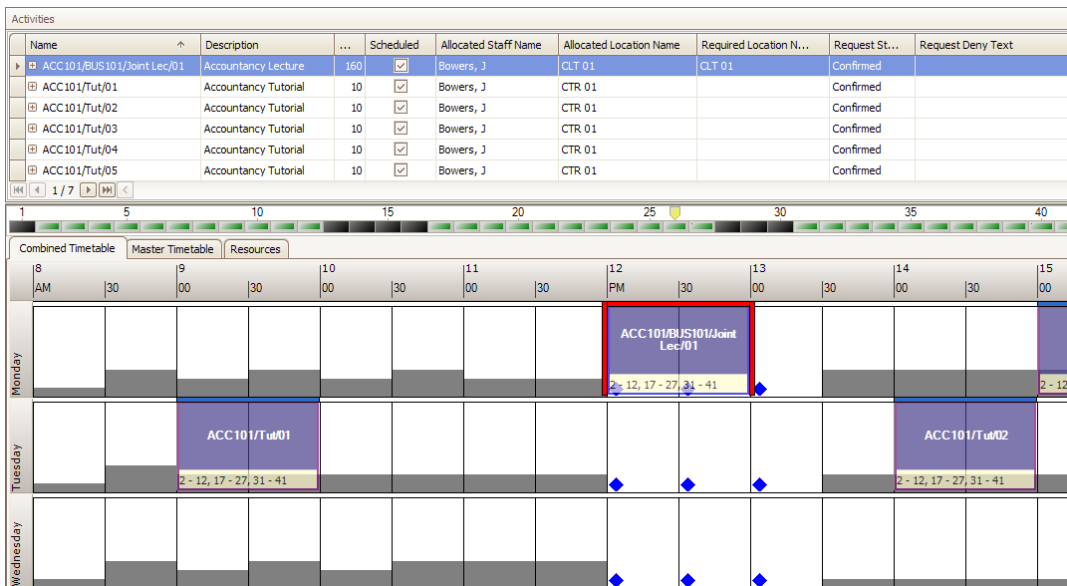 Activities
Name Description ... Scheduled Allocated Staff Name Allocated Location Name Required Location N... Request St... Request Deny Text
ACC101/BUS101/Joint Lec/01 Accountancy Lecture 160 Bowers, J CLT 01 CLT 01 Confirmed
ACC101/Tut/01 Accountancy Tutorial 10 Bowers, J CTR 01 Confirmed
ACC101/Tut/02 Accountancy Tutorial 10 Bowers, J CTR 01 Confirmed
ACC101/Tut/03 Accountancy Tutorial 10 Bowers, J CTR 01 Confirmed
ACC101/Tut/04 Accountancy Tutorial 10 Bowers, J CTR 01 Confirmed
ACC101/Tut/05 Accountancy Tutorial 10 Bowers, J CTR 01 Confirmed
1 / 7
1 5 10 15 20 25 30 35 40
Combined Timetable Master Timetable Resources
8 9 10 11 12 13 14 15
AM 30 00 30 00 30 00 30 PM 30 00 30 00 30 00
Monday
ACC101/BUS101/Joint
Lec/01
2 - 12, 17 - 27, 31 - 41
2 - 12
Tuesday
ACC101/Tut/01
2 - 12, 17 - 27, 31 - 41
ACC101/Tut/02
2 - 12, 17 - 27, 31 - 41
Wednesday